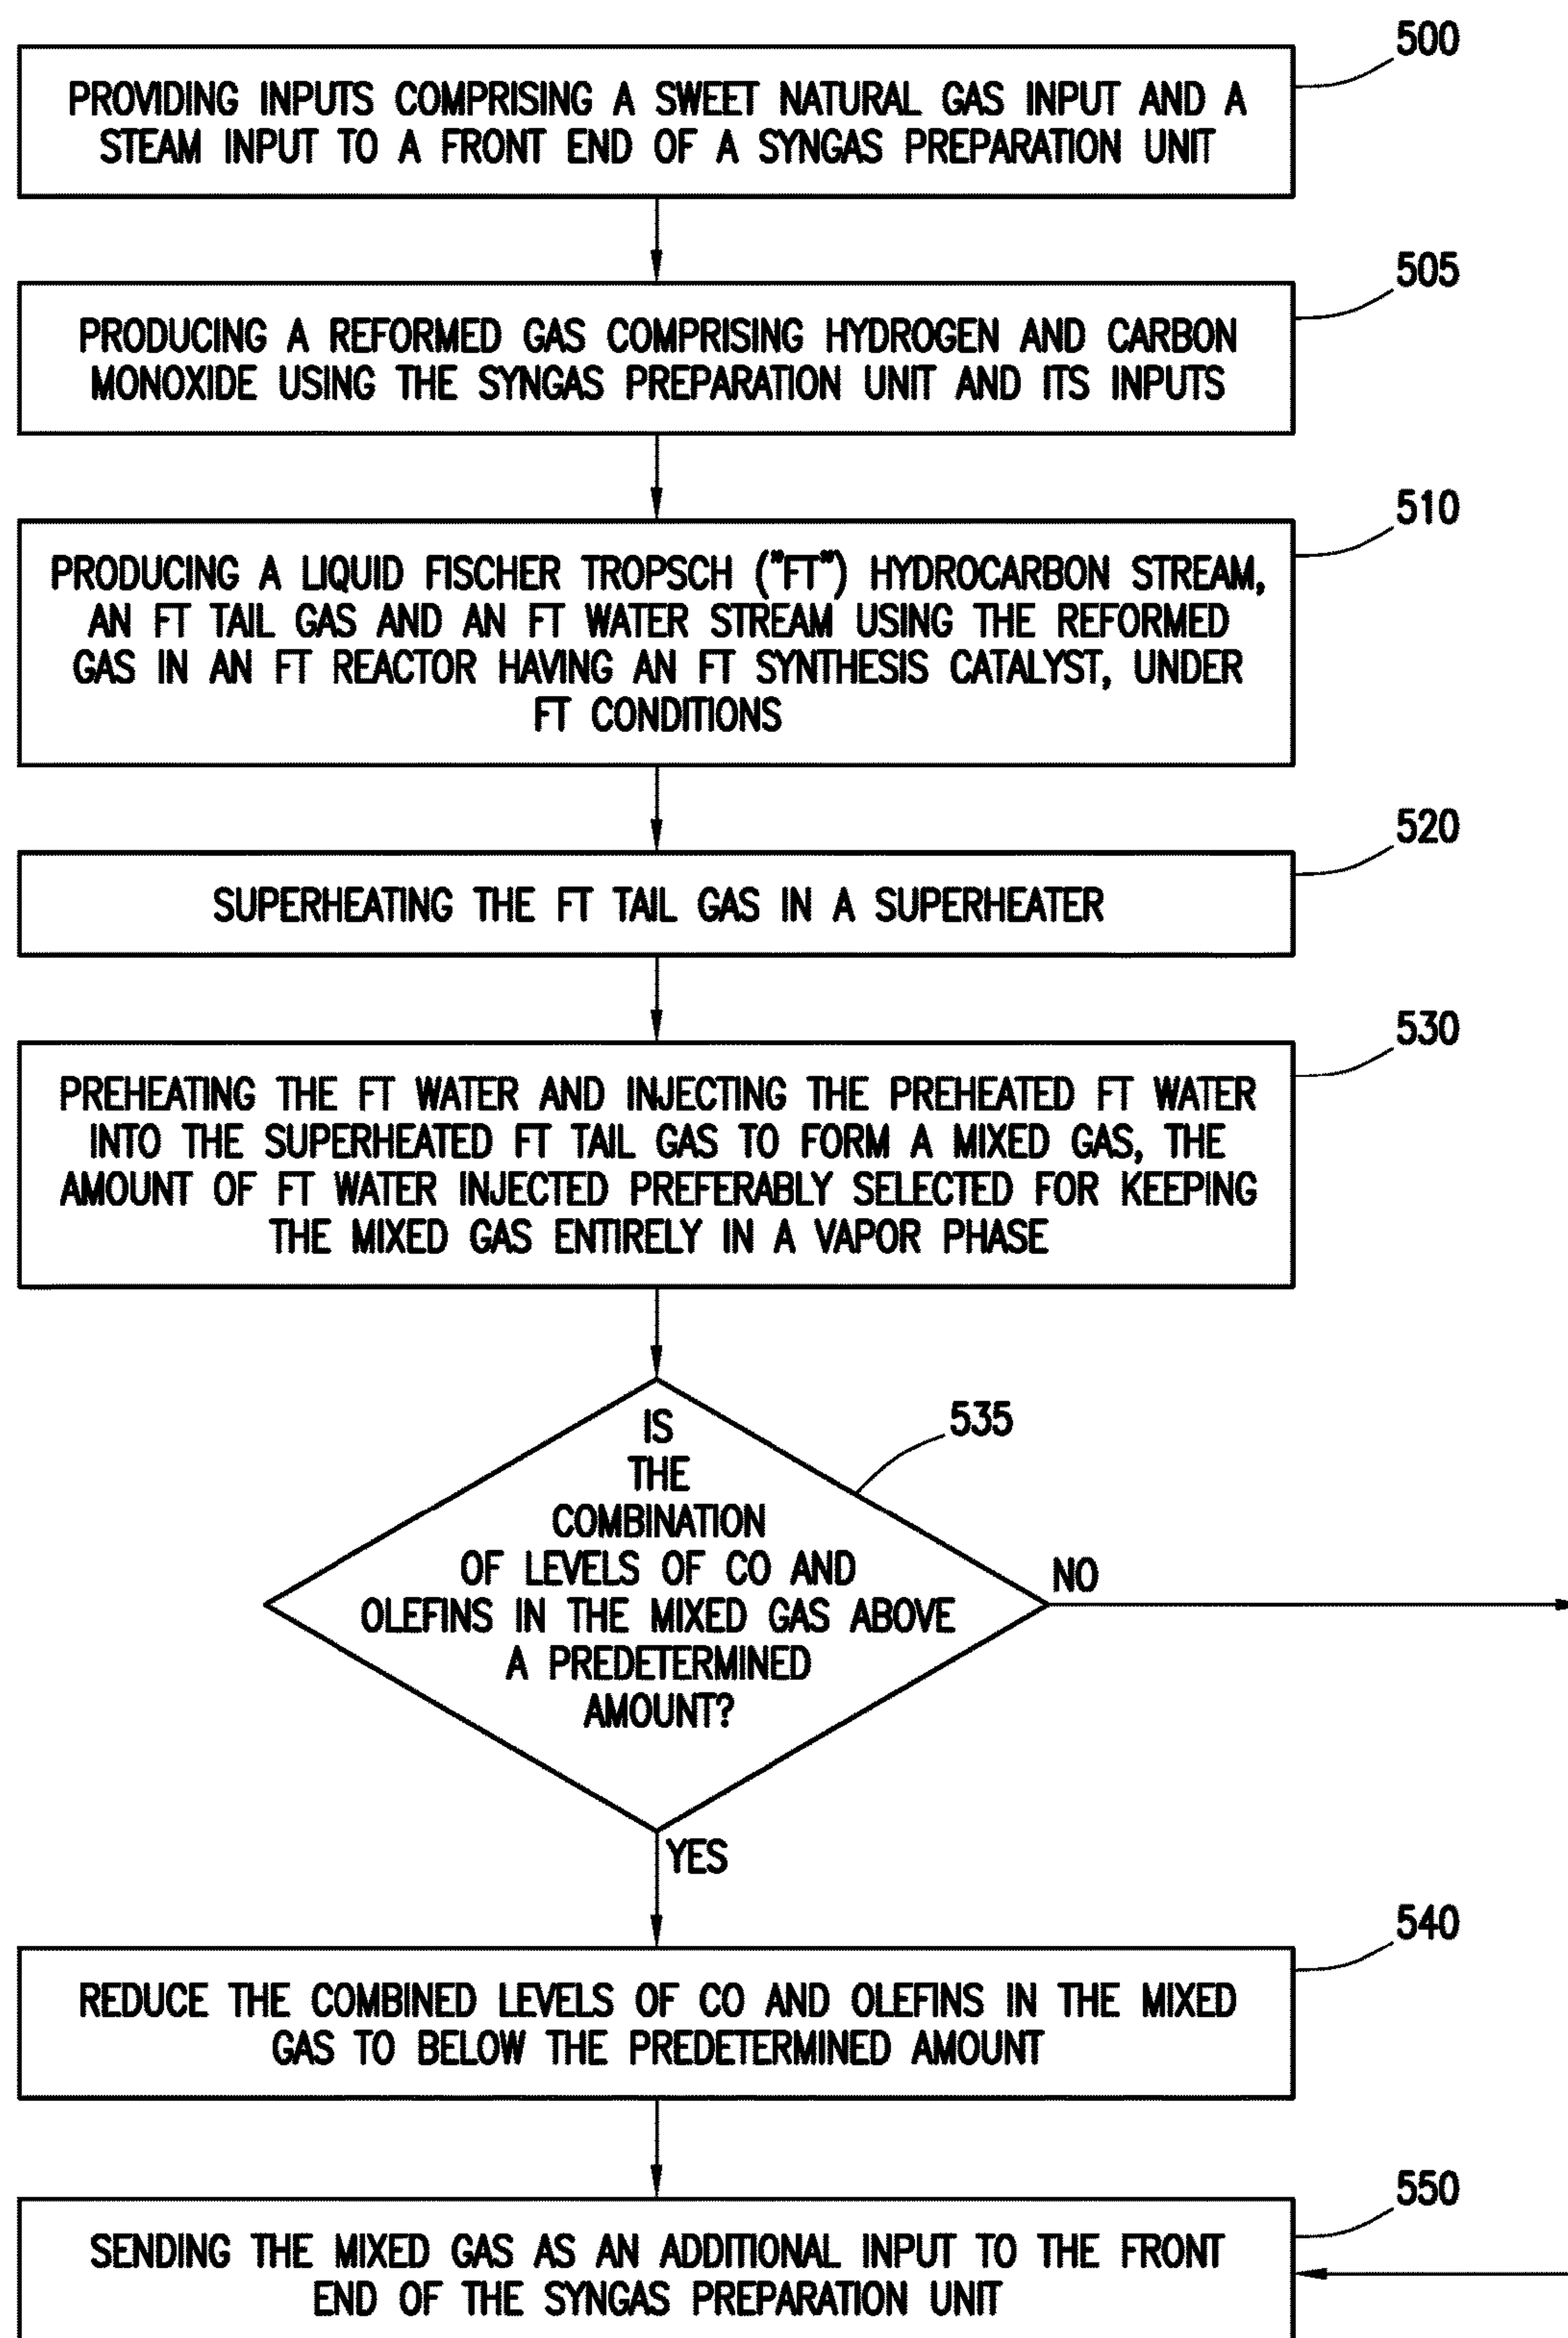 500
PROVIDING INPUTS COMPRISING A SWEET NATURAL GAS INPUT AND A
STEAM INPUT TO A FRONT END OF A SYNGAS PREPARATION UNIT
505
PRODUCING A REFORMED GAS COMPRISING HYDROGEN AND CARBON
MONOXIDE USING THE SYNGAS PREPARATION UNIT AND ITS INPUTS
510
PRODUCING A LIQUID FISCHER TROPSCH ("FT") HYDROCARBON STREAM,
AN FT TAIL GAS AND AN FT WATER STREAM USING THE REFORMED
GAS IN AN FT REACTOR HAVING AN FT SYNTHESIS CATALYST, UNDER
FT CONDITIONS
520
SUPERHEATING THE FT TAIL GAS IN A SUPERHEATER
530
PREHEATING THE FT WATER AND INJECTING THE PREHEATED FT WATER
INTO THE SUPERHEATED FT TAIL GAS TO FORM A MIXED GAS, THE
AMOUNT OF FT WATER INJECTED PREFERABLY SELECTED FOR KEEPING
THE MIXED GAS ENTIRELY IN A VAPOR PHASE
535
IS
THE
COMBINATION
OF LEVELS OF CO AND
OLEFINS IN THE MIXED GAS ABOVE
A PREDETERMINED
AMOUNT?
NO
YES
540
REDUCE THE COMBINED LEVELS OF CO AND OLEFINS IN THE MIXED
GAS TO BELOW THE PREDETERMINED AMOUNT
550
SENDING THE MIXED GAS AS AN ADDITIONAL INPUT TO THE FRONT
END OF THE SYNGAS PREPARATION UNIT